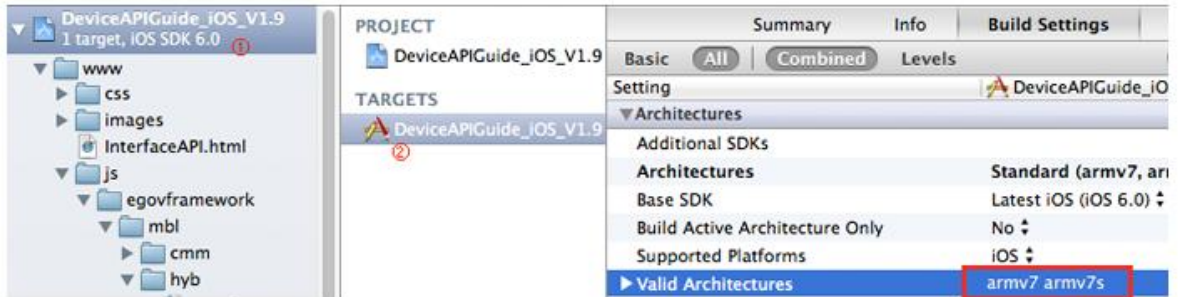 DeviceAPIGuide_iOS_V1.9
1 target, iOS SDK 6.0
①
www
css
images
InterfaceAPI.html
js
egovframework
mbl
cmm
hyb
PROJECT
DeviceAPIGuide_iOS_V1.9
TARGETS
DeviceAPIGuide_iOS_V1.9
②
Summary Info Build Settings
Basic All Combined Levels
Setting DeviceAPIGuide_iO
Architectures
Additional SDKs
Architectures Standard (armv7, arı
Base SDK Latest iOS (iOS 6.0)
Build Active Architecture Only No
Supported Platforms iOS
Valid Architectures armv7 armv7s